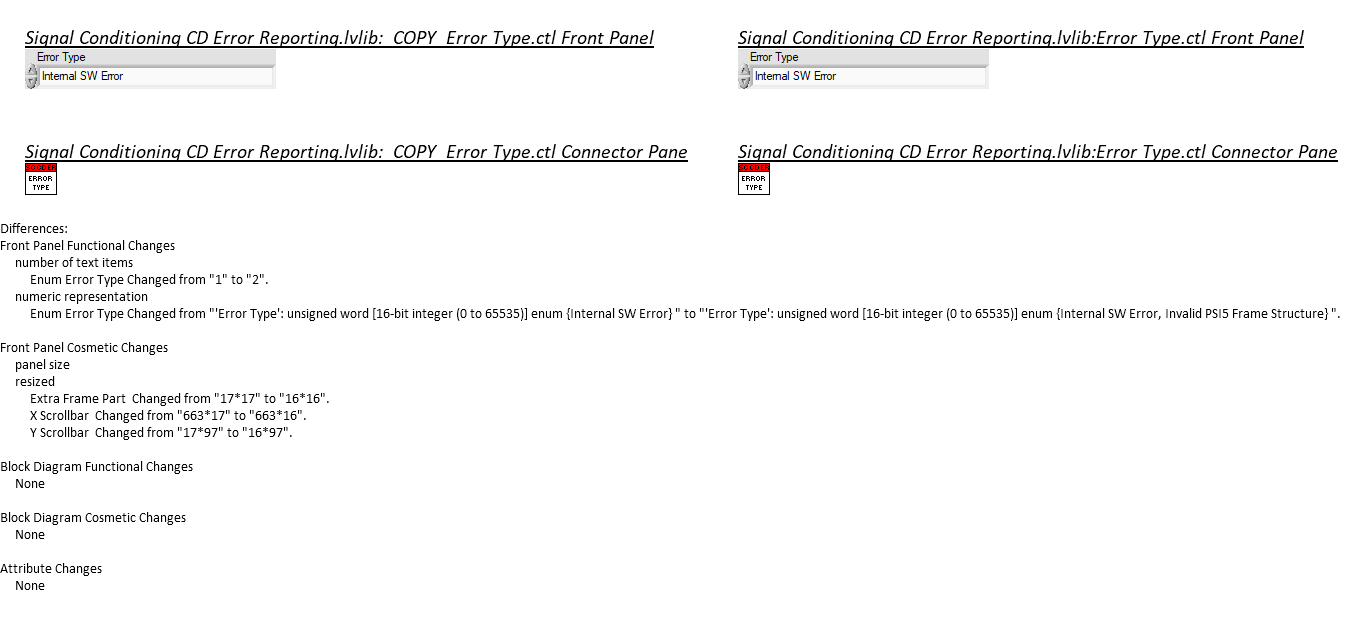 Signal Conditioning CD Error Reporting.lvlib:  COPY  Error Type.ctl Front Panel
Error Type
Internal SW Error
Signal Conditioning CD Error Reporting.lvlib:Error Type.ctl Front Panel
Error Type
Internal SW Error
Signal Conditioning CD Error Reporting.lvlib:  COPY  Error Type.ctl Connector Pane
ERROR
TYPE
Signal Conditioning CD Error Reporting.lvlib:Error Type.ctl Connector Pane
ERROR
TYPE
Differences:
Front Panel Functional Changes
number of text items
Enum Error Type Changed from "1" to "2".
numeric representation
Enum Error Type Changed from "'Error Type': unsigned word [16-bit integer (0 to 65535)] enum {Internal SW Error} " to "'Error Type': unsigned word [16-bit integer (0 to 65535)] enum {Internal SW Error, Invalid PSI5 Frame Structure} ".
Front Panel Cosmetic Changes
panel size
resized
Extra Frame Part  Changed from "17*17" to "16*16".
X Scrollbar  Changed from "663*17" to "663*16".
Y Scrollbar  Changed from "17*97" to "16*97".
Block Diagram Functional Changes
None
Block Diagram Cosmetic Changes
None
Attribute Changes
None